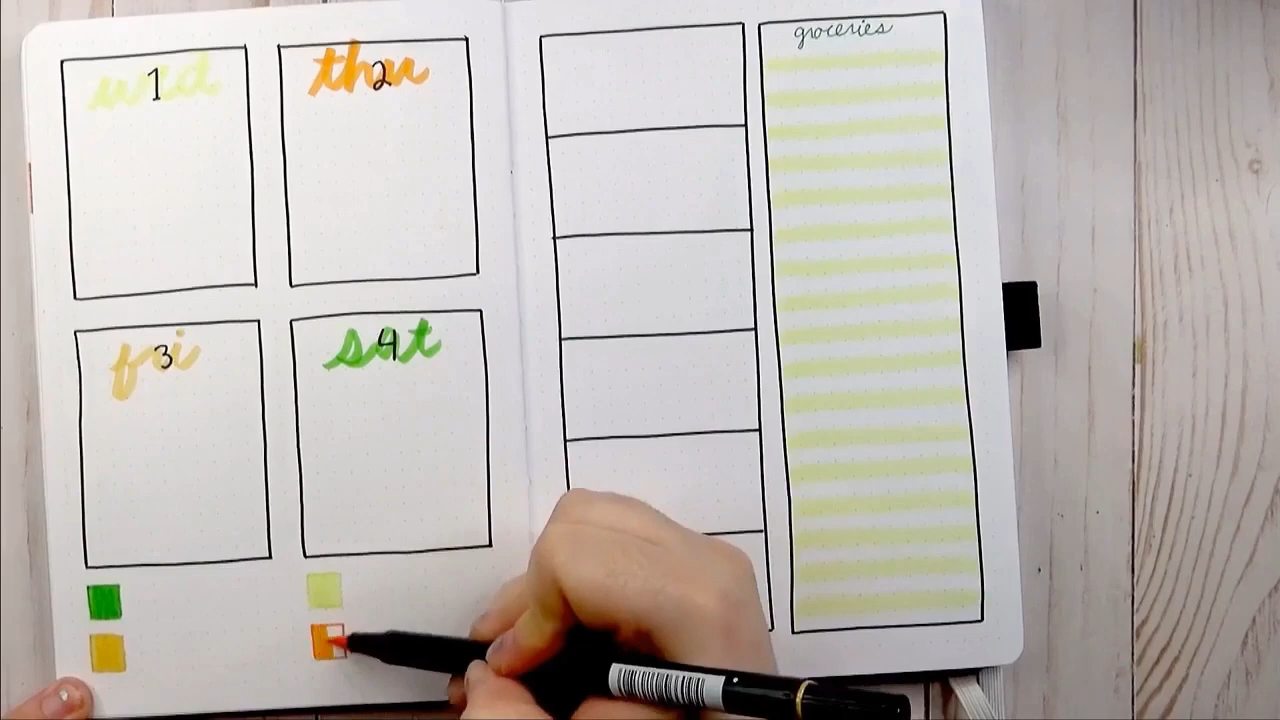 wed 1
thu 2
fri 3
sat 4
groceries